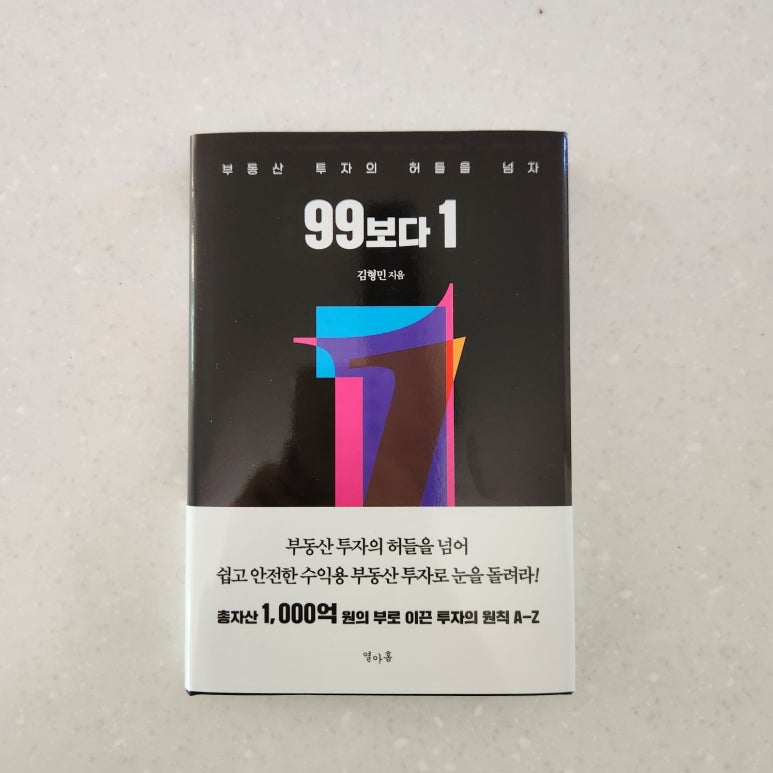 부동산 투자의 허들을 넘자
99보다 1
김형민 지음
부동산 투자의 허들을 넘어
쉽고 안전한 수익용 부동산 투자로 눈을 돌려라!
총자산 1,000억 원의 부로 이끈 투자의 원칙 A-Z
열아홉